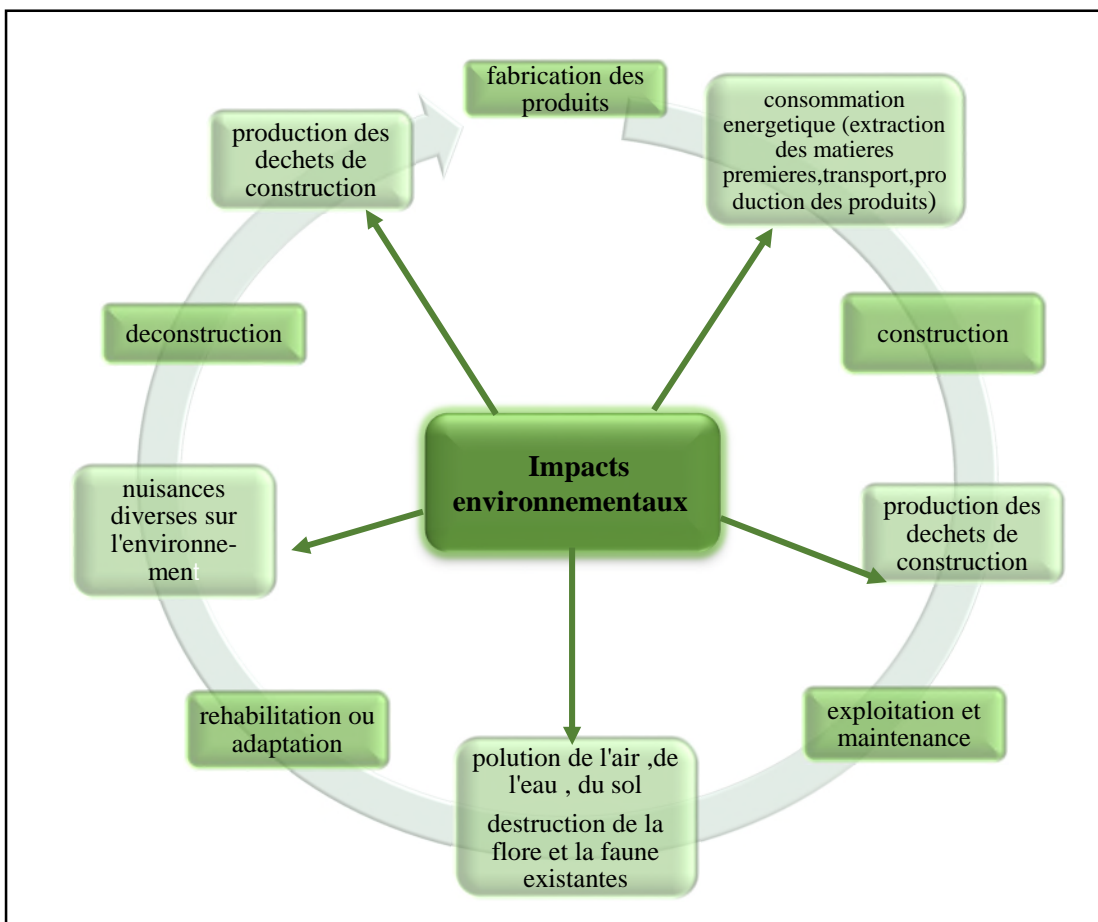 fabrication des
produits
consommation
energetique (extraction
des matieres
premieres,transport,pro
duction des produits)
construction
production des
dechets de
construction
exploitation et
maintenance
polution de l'air ,de
l'eau , du sol
destruction de la
flore et la faune
existantes
rehabilitation ou
adaptation
nuisances
diverses sur
l'environne-
ment
deconstruction
production des
dechets de
construction
Impacts
environnementaux